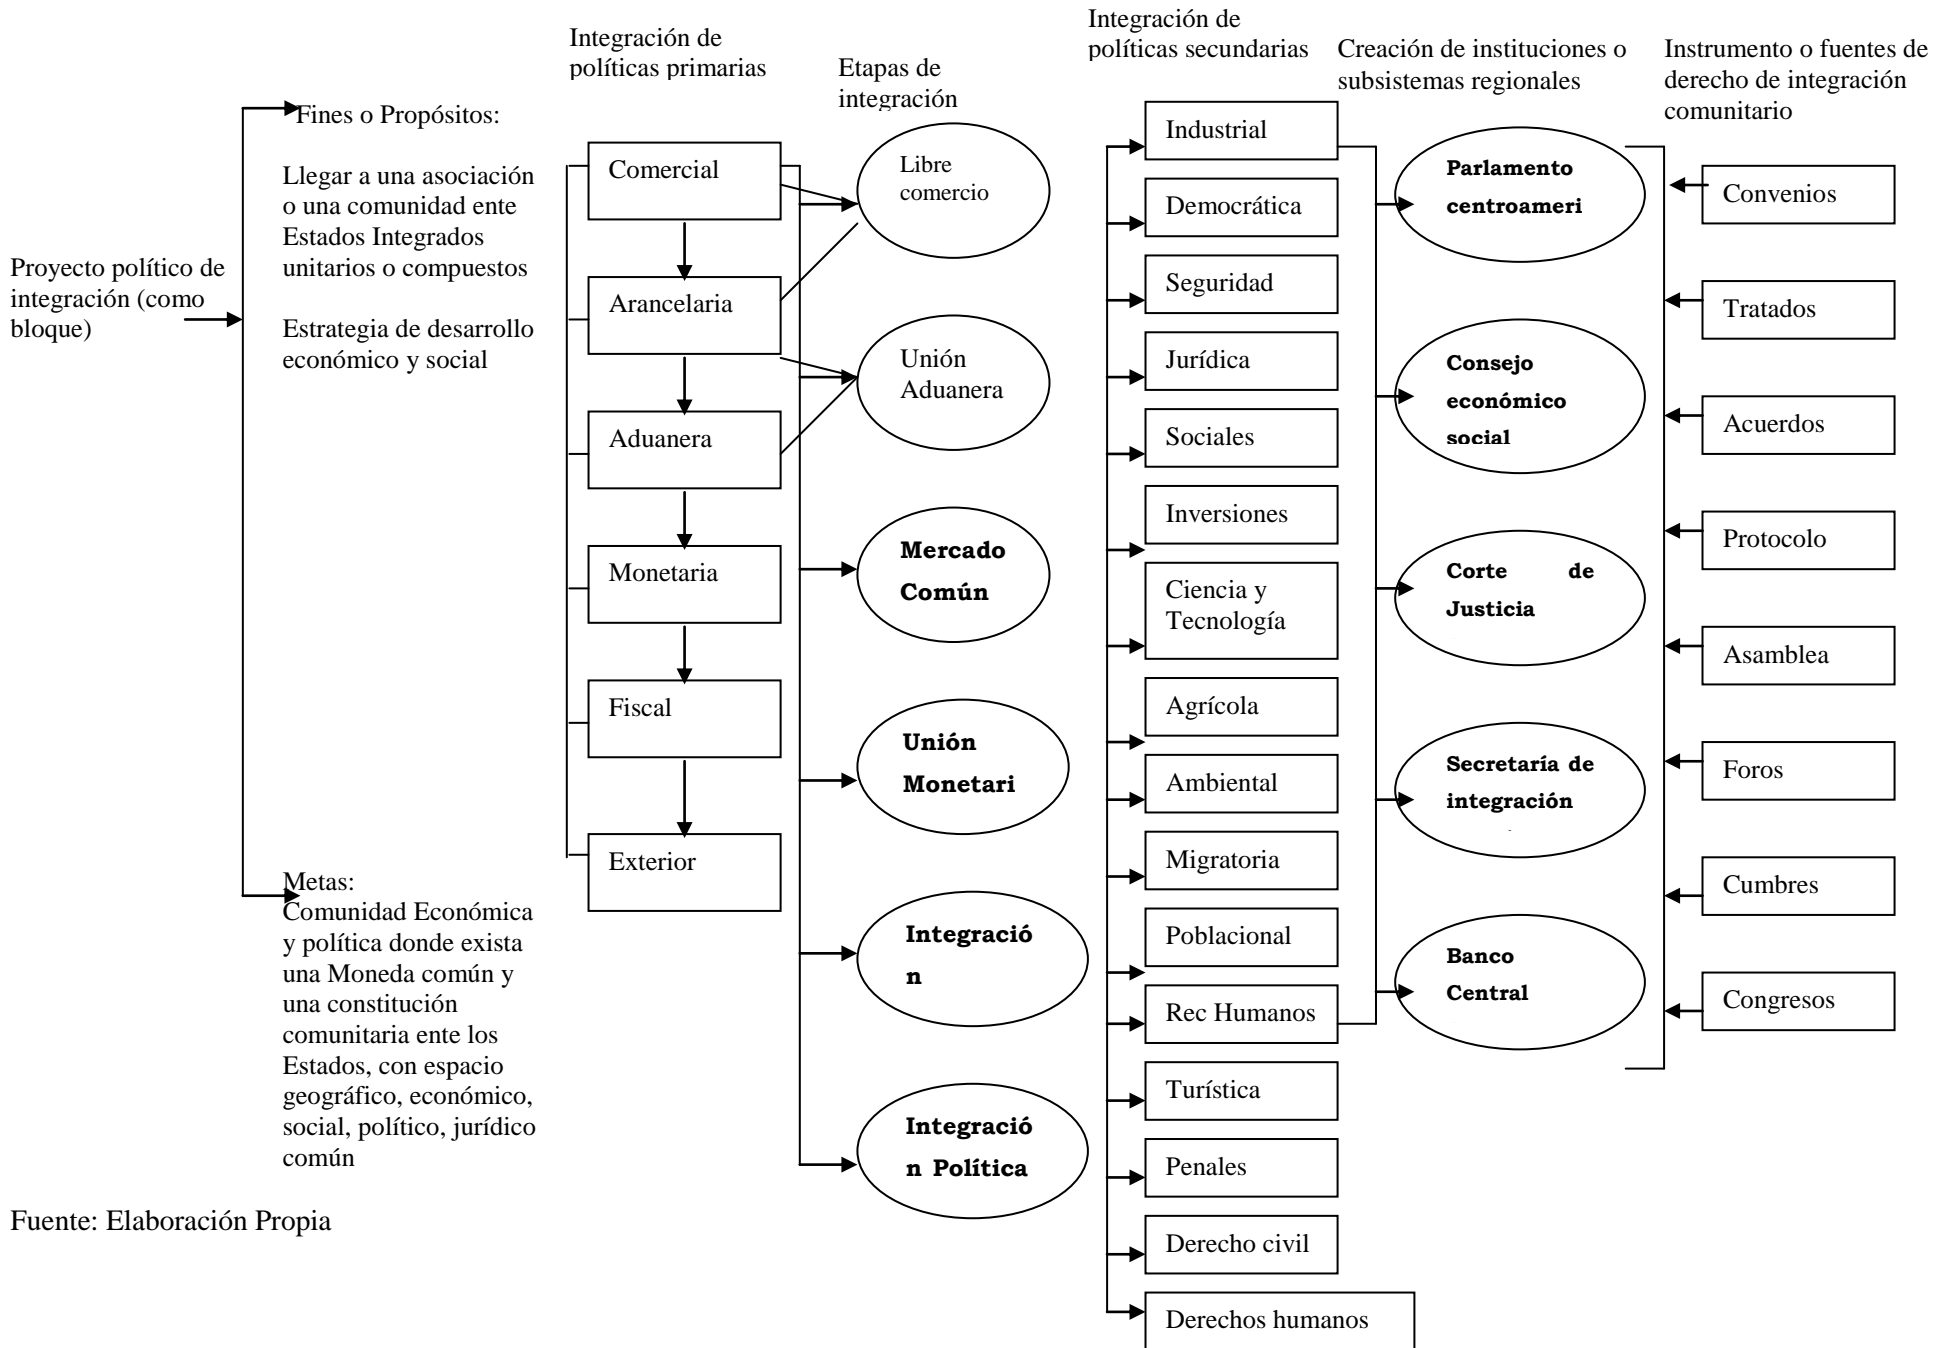 Proyecto político de
integración (como
bloque)
Fines o Propósitos:
Llegar a una asociación
o una comunidad ente
Estados Integrados
unitarios o compuestos
Estrategia de desarrollo
económico y social
Metas:
Comunidad Económica
y política donde exista
una Moneda común y
una constitución
comunitaria ente los
Estados, con espacio
geográfico, económico,
social, político, jurídico
común
Integración de
políticas primarias
Comercial
Arancelaria
Aduanera
Monetaria
Fiscal
Exterior
Etapas de
integración
Libre
comercio
Unión
Aduanera
Mercado
Común
Unión
Monetari
Integració
n
Integració
n Política
Integración de
políticas secundarias
Industrial
Democrática
Seguridad
Jurídica
Sociales
Inversiones
Ciencia y
Tecnología
Agrícola
Ambiental
Migratoria
Poblacional
Rec Humanos
Turística
Penales
Derecho civil
Derechos humanos
Creación de instituciones o
subsistemas regionales
Parlamento
centroameri
Consejo
económico
social
Corte de
Justicia
Secretaría de
integración
Banco
Central
Instrumento o fuentes de
derecho de integración
comunitario
Convenios
Tratados
Acuerdos
Protocolo
Asamblea
Foros
Cumbres
Congresos
Fuente: Elaboración Propia